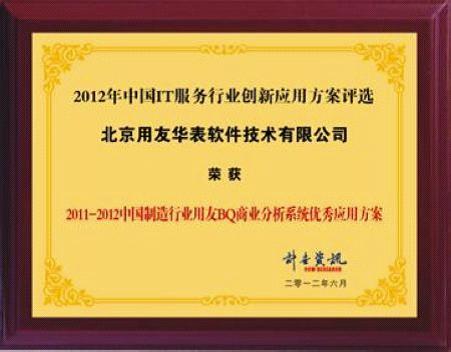 2012年中国IT服务行业创新应用方案评选
北京用友华表软件技术有限公司
荣 获
2011-2012中国制造行业用友BQ商业分析系统优秀应用方案
计世资讯
CCW RESEARCH
二零一二年六月